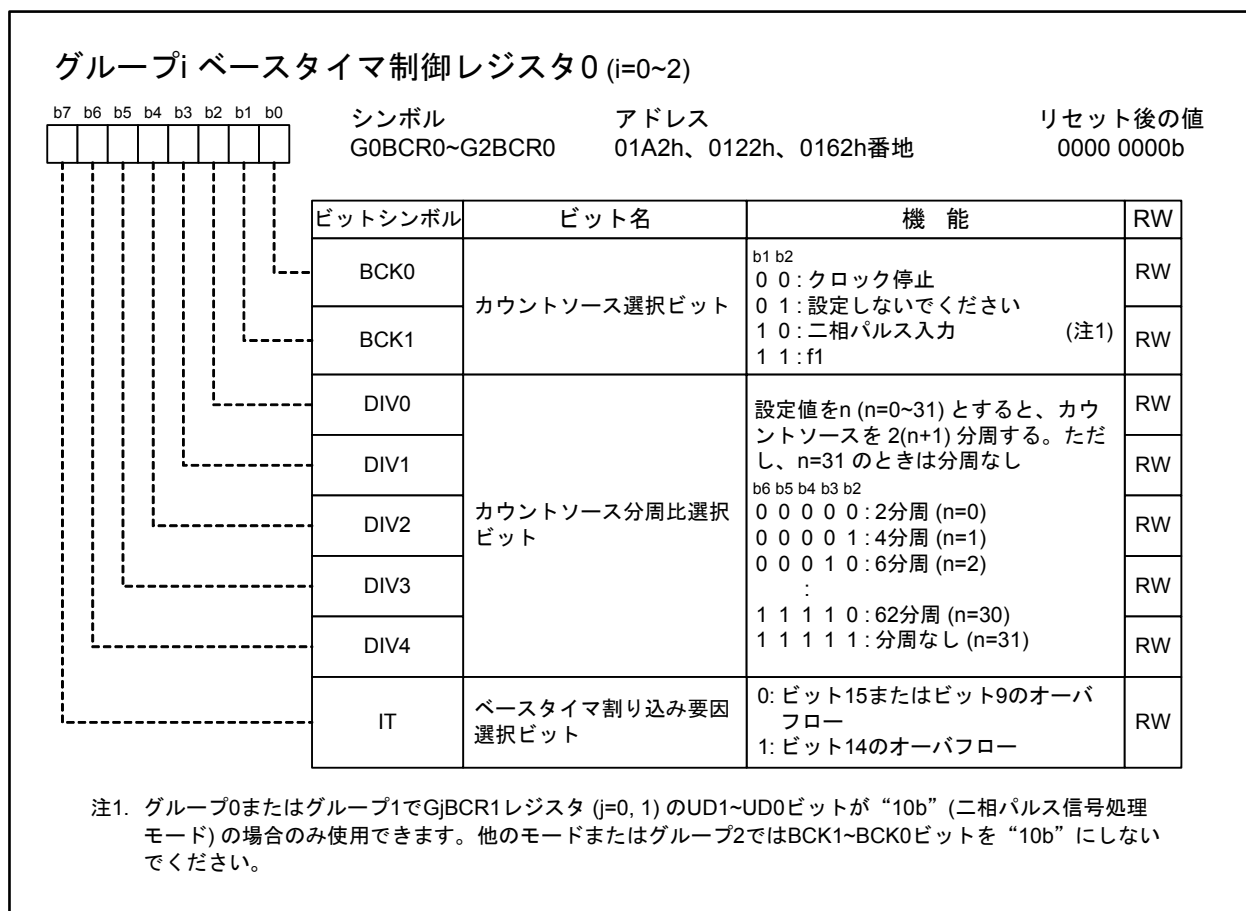 グループi ベースタイマ制御レジスタ0 (i=0~2)
b7 b6 b5 b4 b3 b2 b1 b0
シンボル アドレス リセット後の値
G0BCR0~G2BCR0 01A2h、0122h、0162h番地 0000 0000b
ビットシンボル ビット名 機 能 RW
BCK0
カウントソース選択ビット
b1 b2
0 0 : クロック停止
0 1 : 設定しないでください
1 0 : 二相パルス入力 (注1)
1 1 : f1
RW
BCK1
RW
DIV0
カウントソース分周比選択
ビット
設定値をn (n=0~31) とすると、カウ
ントソースを 2(n+1) 分周する。ただ
し、n=31 のときは分周なし
b6 b5 b4 b3 b2
0 0 0 0 0 : 2分周 (n=0)
0 0 0 0 1 : 4分周 (n=1)
0 0 0 1 0 : 6分周 (n=2)
:
1 1 1 1 0 : 62分周 (n=30)
1 1 1 1 1 : 分周なし (n=31)
RW
DIV1
RW
DIV2
RW
DIV3
RW
DIV4
RW
IT
ベースタイマ割り込み要因
選択ビット
0: ビット15またはビット9のオーバ
フロー
1: ビット14のオーバフロー
RW
注1. グループ0またはグループ1でGjBCR1レジスタ (j=0, 1) のUD1~UD0ビットが“10b” (二相パルス信号処理
モード) の場合のみ使用できます。他のモードまたはグループ2ではBCK1~BCK0ビットを“10b”にしない
でください。